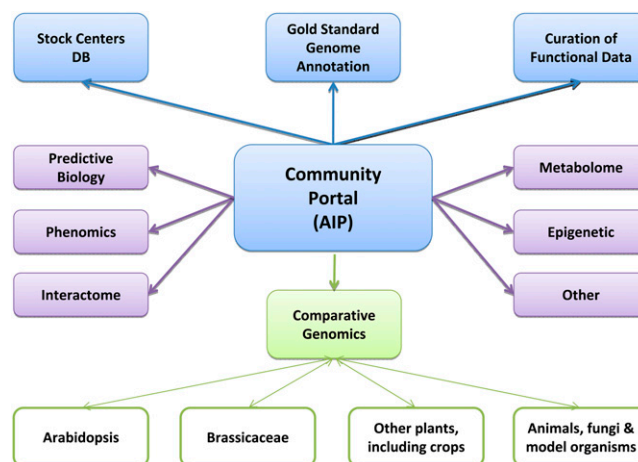 Stock Centers
DB
Gold Standard
Genome
Annotation
Curation of
Functional Data
Predictive
Biology
Phenomics
Interactome
Community
Portal
(AIP)
Metabolome
Epigenetic
Other
Comparative
Genomics
Arabidopsis
Brassicaceae
Other plants,
including crops
Animals, fungi &
model organisms